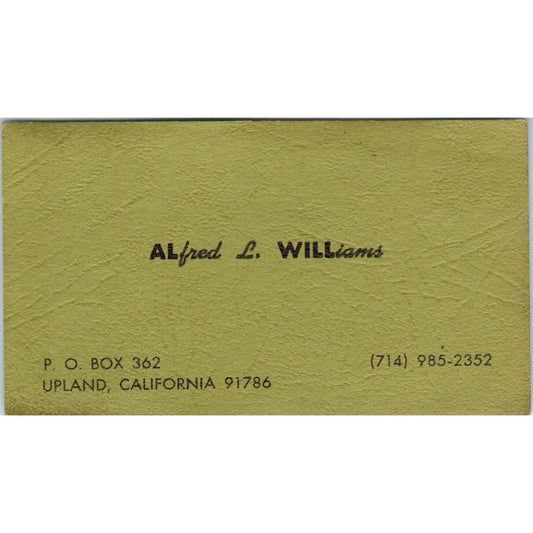 ALfred L. WILLiams
P. O. BOX 362
(714) 985-2352
UPLAND, CALIFORNIA 91786